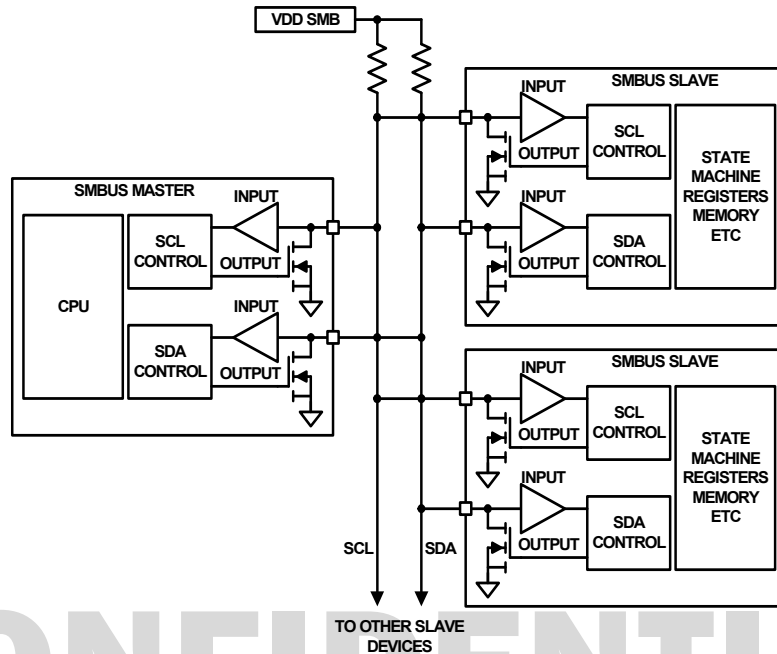 VDD SMB
SMBUS MASTER
CPU
SCL
CONTROL
INPUT
OUTPUT
SDA
CONTROL
INPUT
OUTPUT
SMBUS SLAVE
INPUT
OUTPUT
SCL
CONTROL
INPUT
OUTPUT
SDA
CONTROL
STATE
MACHINE
REGISTERS
MEMORY
ETC
SMBUS SLAVE
INPUT
OUTPUT
SCL
CONTROL
INPUT
OUTPUT
SDA
CONTROL
STATE
MACHINE
REGISTERS
MEMORY
ETC
SCL
SDA
TO OTHER SLAVE
DEVICES